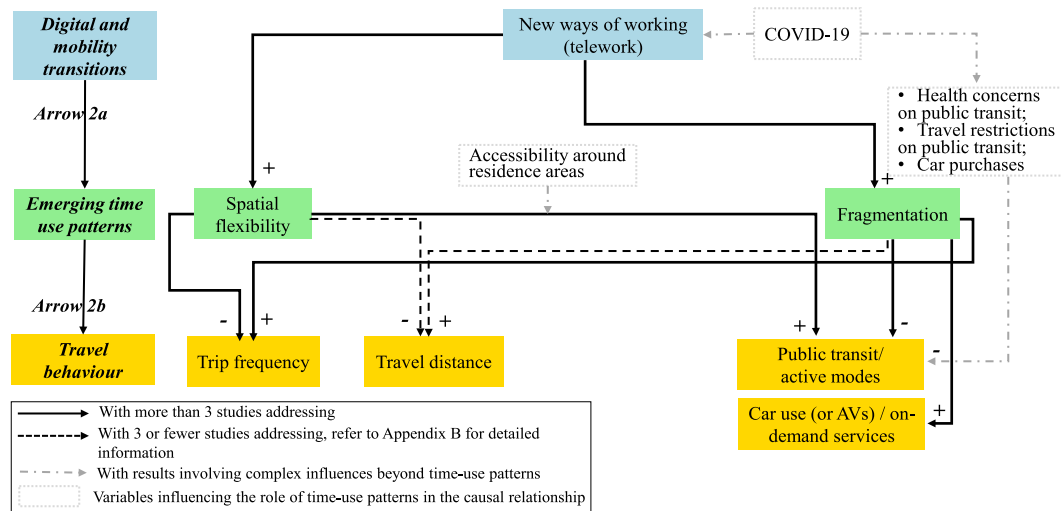 Digital and
mobility
transitions
New ways of working
(telework)
COVID-19
Arrow 2a
• Health concerns
on public transit;
• Travel restrictions
on public transit;
• Car purchases
Accessibility around
residence areas
+
+
Emerging time
use patterns
Spatial
flexibility
Fragmentation
Arrow 2b
-
+
-
+
+
-
-
Travel
behaviour
Trip frequency
Travel distance
Public transit/
active modes
+
Car use (or AVs) / on-
demand services
With more than 3 studies addressing
With 3 or fewer studies addressing, refer to Appendix B for detailed
information
With results involving complex influences beyond time-use patterns
Variables influencing the role of time-use patterns in the causal relationship